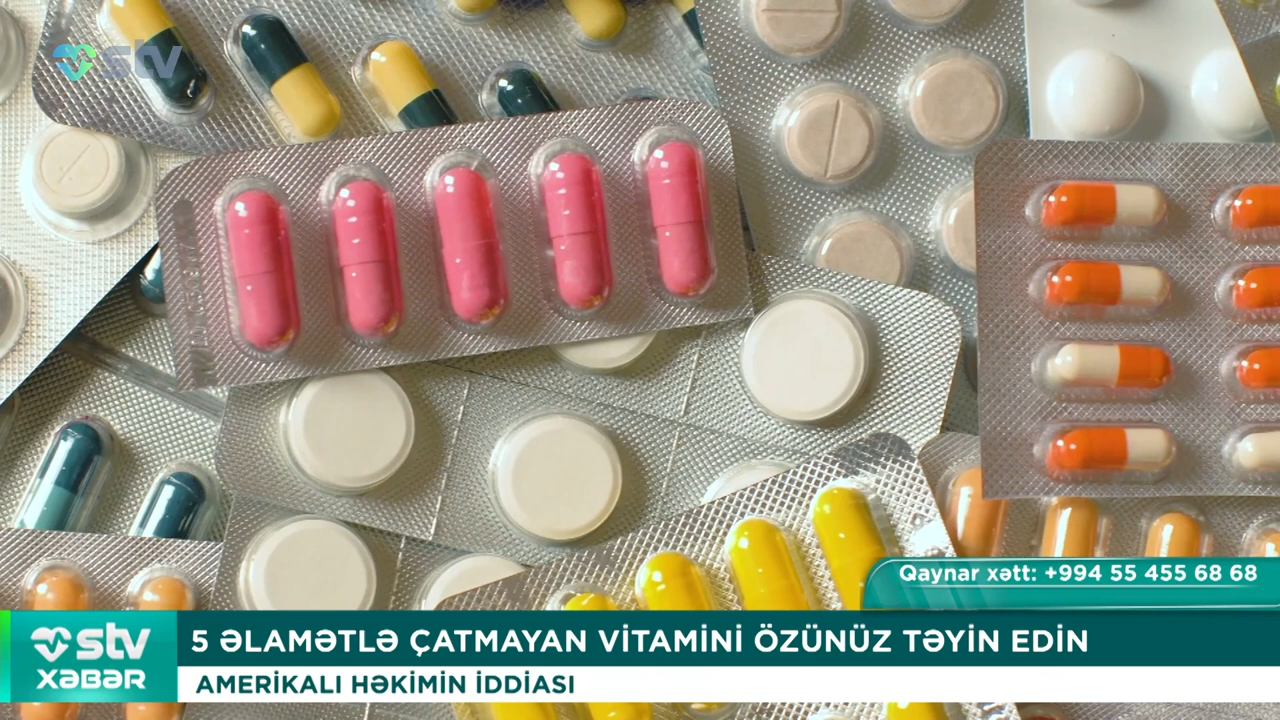 stv
Qaynar xətt: +994 55 455 68 68
stv
XƏBƏR
5 ƏLAMƏTLƏ ÇATMAYAN VİTAMİNİ ÖZÜNÜZ TƏYİN EDİN
AMERİKALI HƏKİMİN İDDİASI